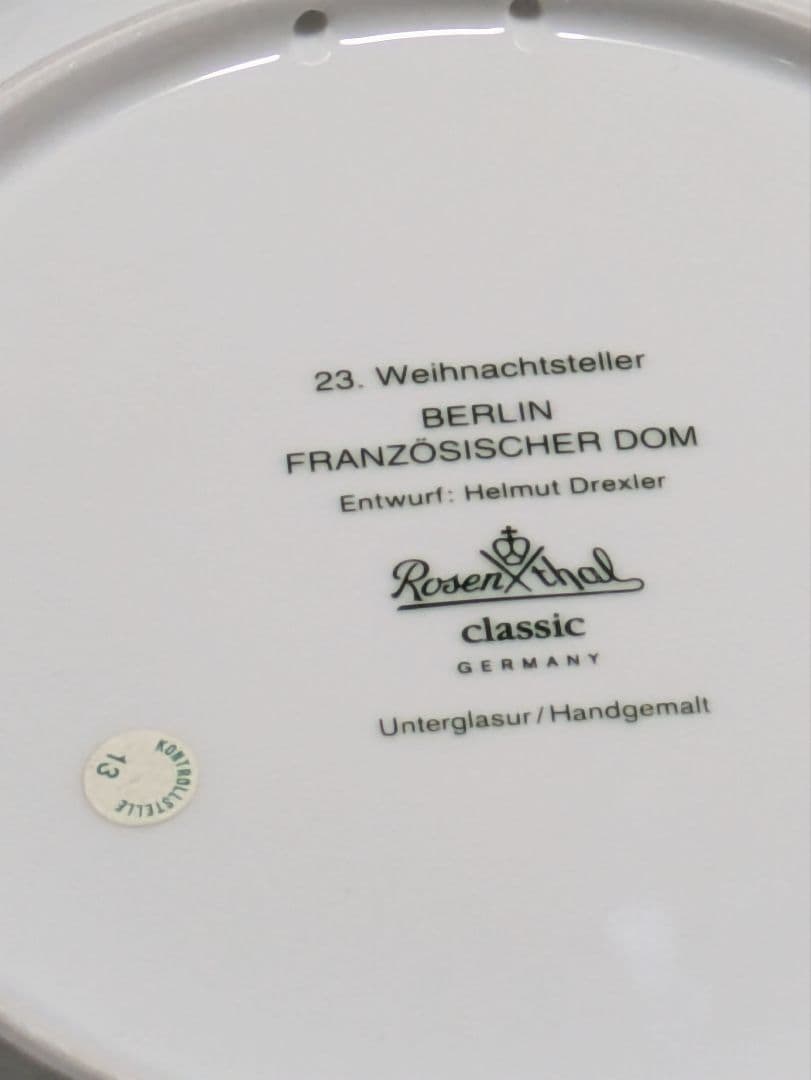 23. Weihnachtsteller
BERLIN
FRANZÖSISCHER DOM
Entwurf: Helmut Drexler
Rosenthal
classic
GERMANY
Unterglasur/Handgemalt
KONTROLLSTELLE
13